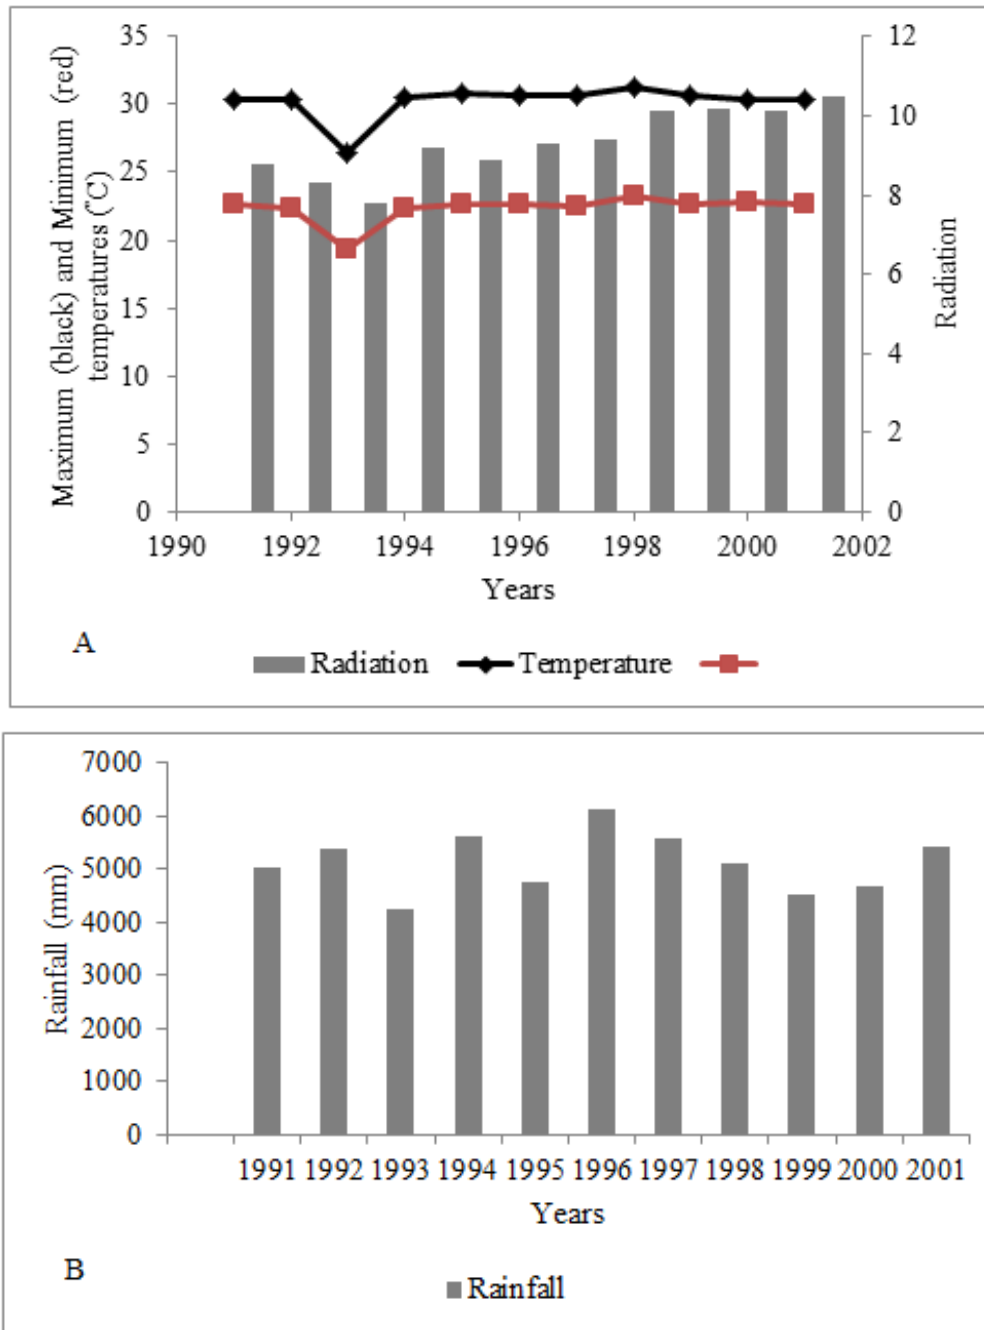 Maximum (black) and Minimum (red)
temperatures (°C)
35
30
25
20
15
10
5
0
12
10
8
6
4
2
0
Radiation
1990 1992 1994 1996 1998 2000 2002
Years
A
Radiation Temperature
Rainfall (mm)
7000
6000
5000
4000
3000
2000
1000
0
1991 1992 1993 1994 1995 1996 1997 1998 1999 2000 2001
Years
B
Rainfall